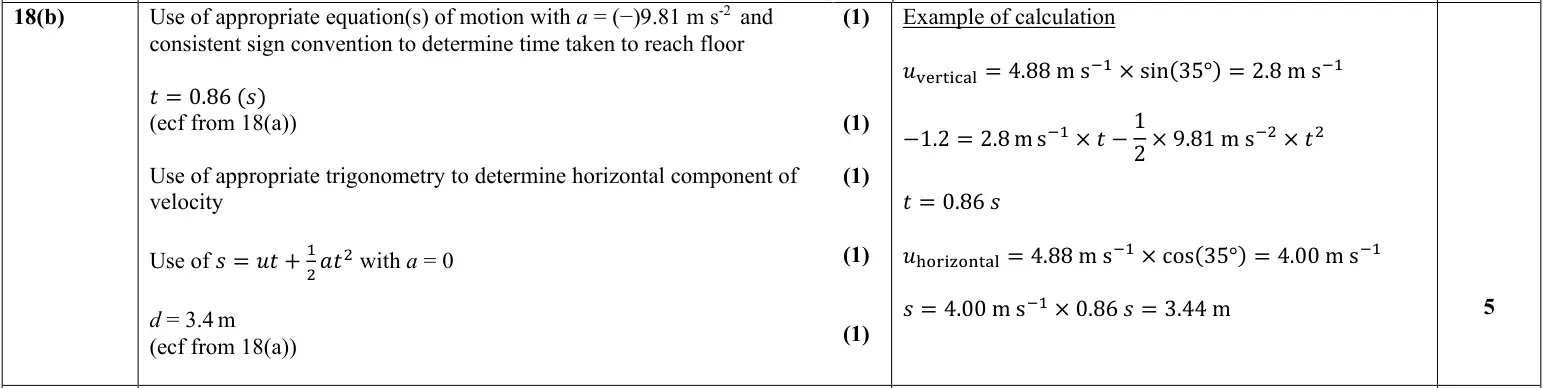 18(b)
Use of appropriate equation(s) of motion with a = (−)9.81 m s⁻² and (1)
consistent sign convention to determine time taken to reach floor
t = 0.86 (s)
(ecf from 18(a)) (1)
Use of appropriate trigonometry to determine horizontal component of (1)
velocity
Use of s = ut + ½at² with a = 0 (1)
d = 3.4 m (1)
(ecf from 18(a))
Example of calculation
u_vertical = 4.88 m s⁻¹ × sin(35°) = 2.8 m s⁻¹
−1.2 = 2.8 m s⁻¹ × t − 1/2 × 9.81 m s⁻² × t²
t = 0.86 s
u_horizontal = 4.88 m s⁻¹ × cos(35°) = 4.00 m s⁻¹
s = 4.00 m s⁻¹ × 0.86 s = 3.44 m
5